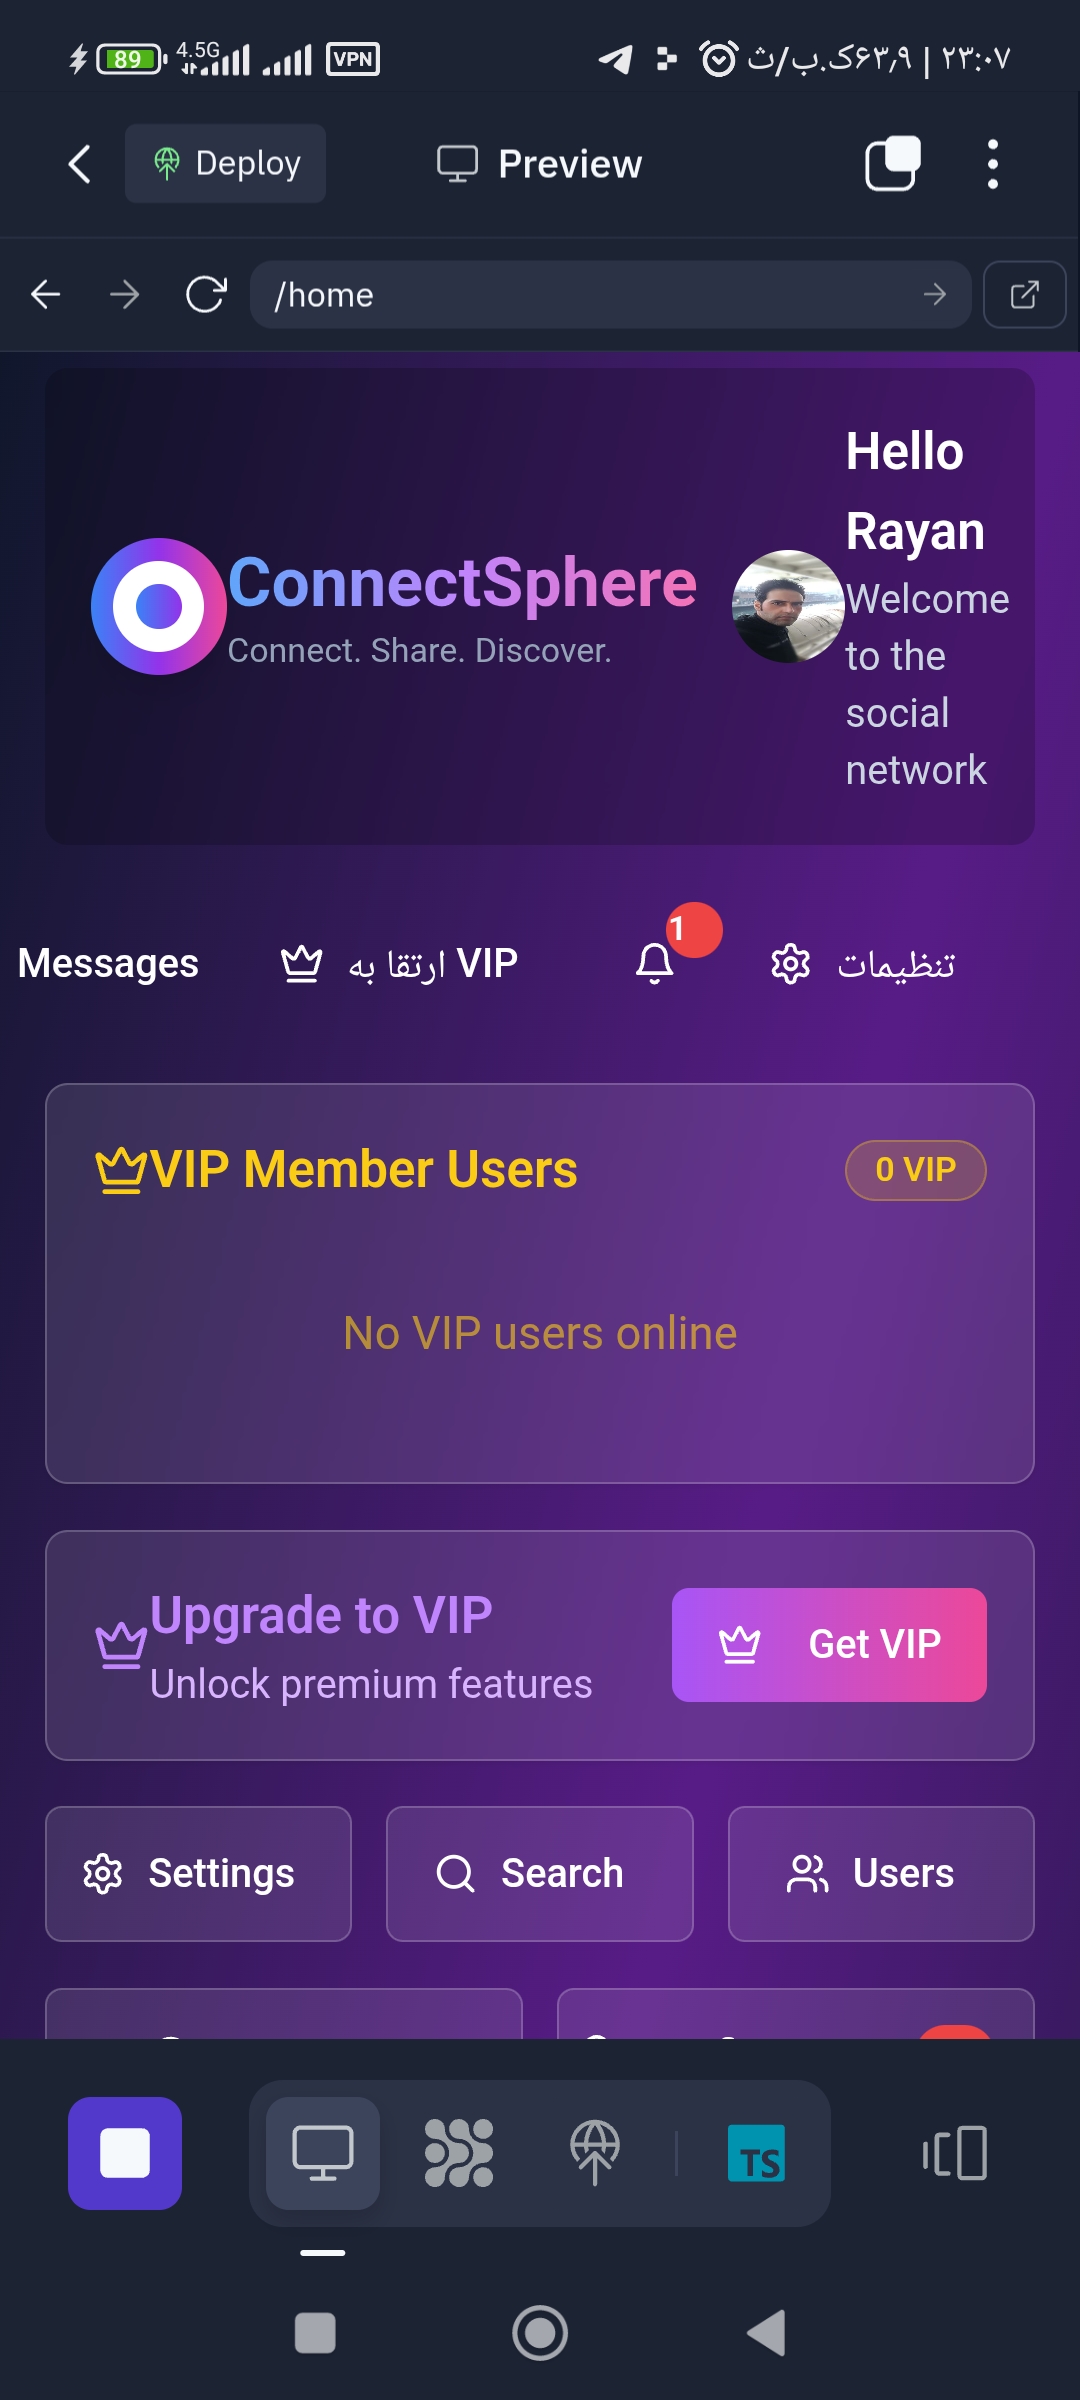 89 4.5G VPN ۶۳٫۹ک.ب/ث | ۲۳:۰۷
Deploy
Preview
/home
ConnectSphere
Connect. Share. Discover.
Hello
Rayan
Welcome
to the
social
network
Messages
ارتقا به VIP
1
تنظیمات
VIP Member Users
0 VIP
No VIP users online
Upgrade to VIP
Unlock premium features
Get VIP
Settings
Search
Users
TS